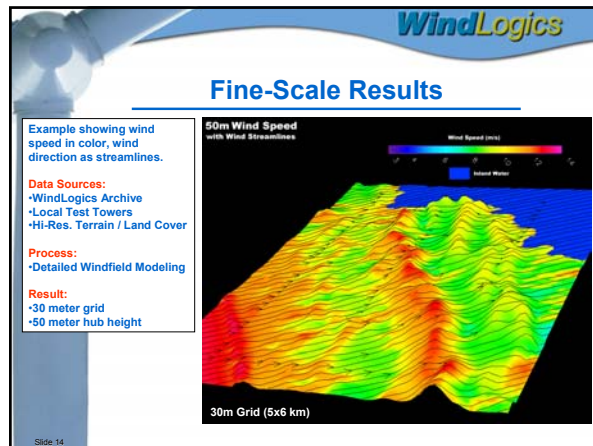 WindLogics
Fine-Scale Results
Example showing wind
speed in color, wind
direction as streamlines.
Data Sources:
•WindLogics Archive
•Local Test Towers
•Hi-Res. Terrain / Land Cover
Process:
•Detailed Windfield Modeling
Result:
•30 meter grid
•50 meter hub height
50m Wind Speed
with Wind Streamlines
Wind Speed (m/s)
Inland Water
30m Grid (5x6 km)
Slide 14